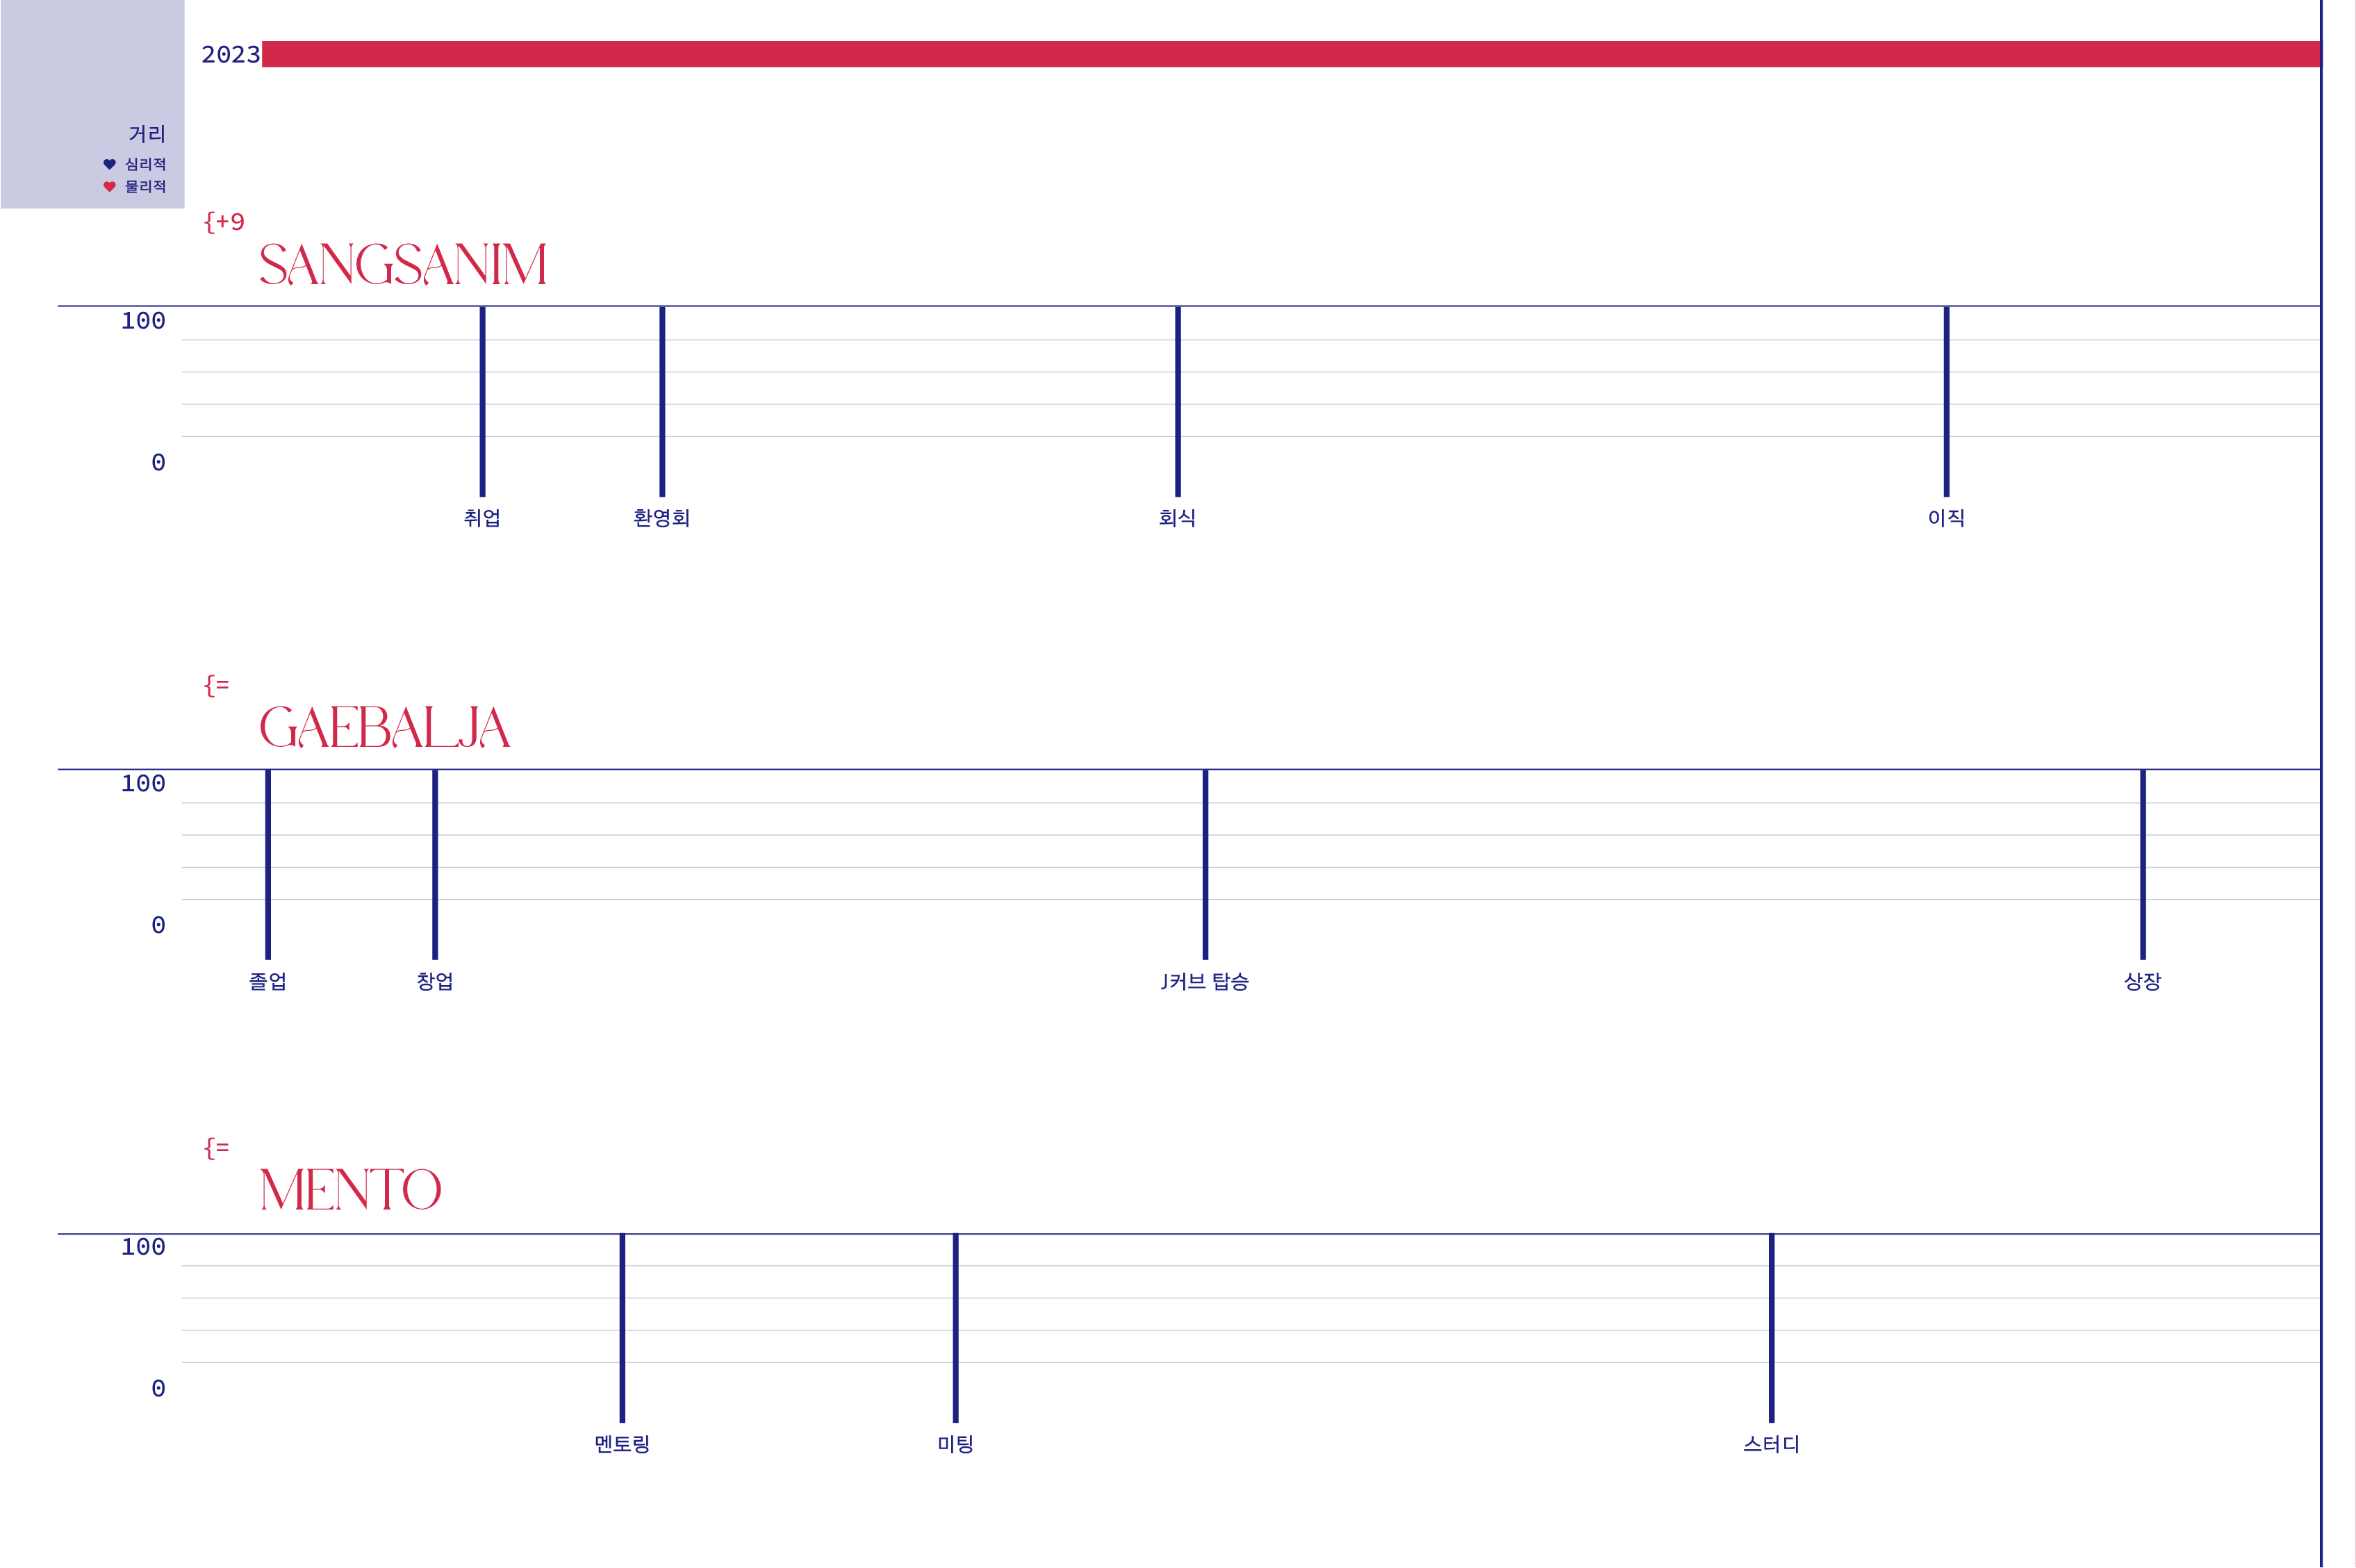 2023
거리
심리적
물리적
{+9
SANGSANIM
100
0
취업 환영회 회식 이직
{=
GAEBALJA
100
0
졸업 창업 J커브 탑승 상장
{=
MENTO
100
0
멘토링 미팅 스터디